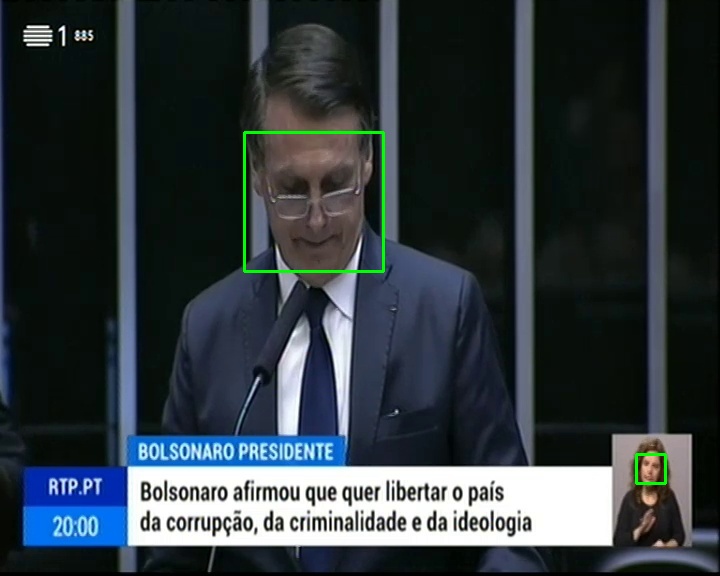 1 885
BOLSONARO PRESIDENTE
RTP.PT
Bolsonaro afirmou que quer libertar o país
da corrupção, da criminalidade e da ideologia
20:00